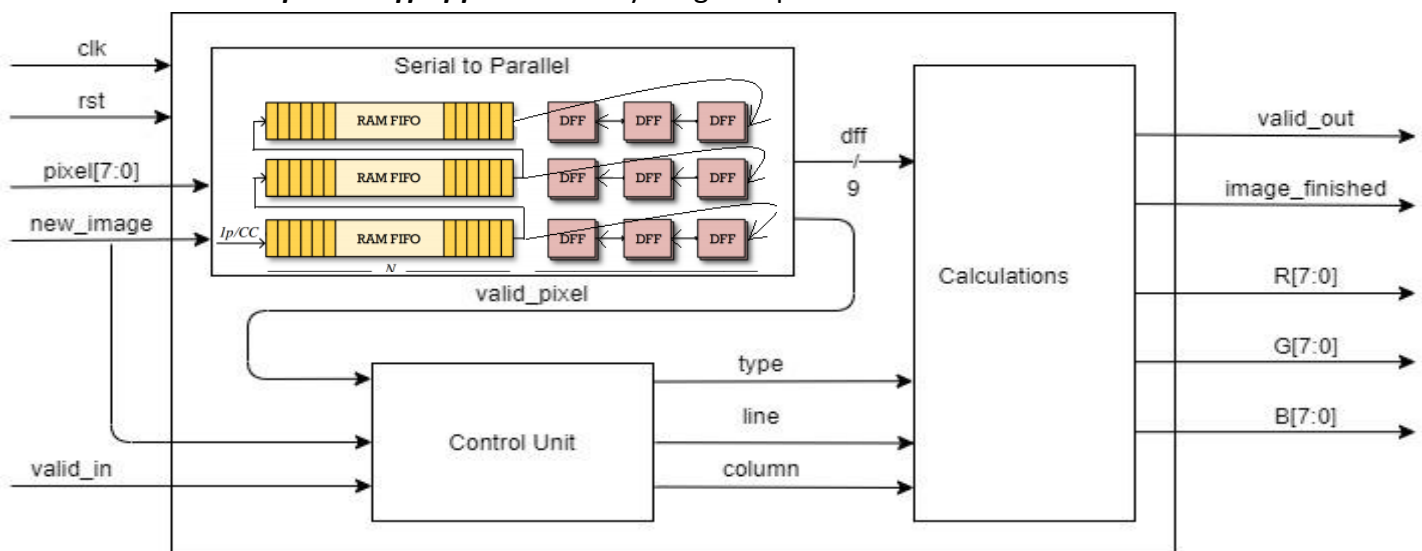 clk
Serial to Parallel
RAM FIFO DFF DFF DFF
rst
valid_out
dff
/
9
pixel[7:0]
RAM FIFO DFF DFF DFF
image_finished
new_image
1p/CC
RAM FIFO DFF DFF DFF
N
valid_pixel
Calculations
R[7:0]
G[7:0]
type
line
B[7:0]
Control Unit
valid_in
column